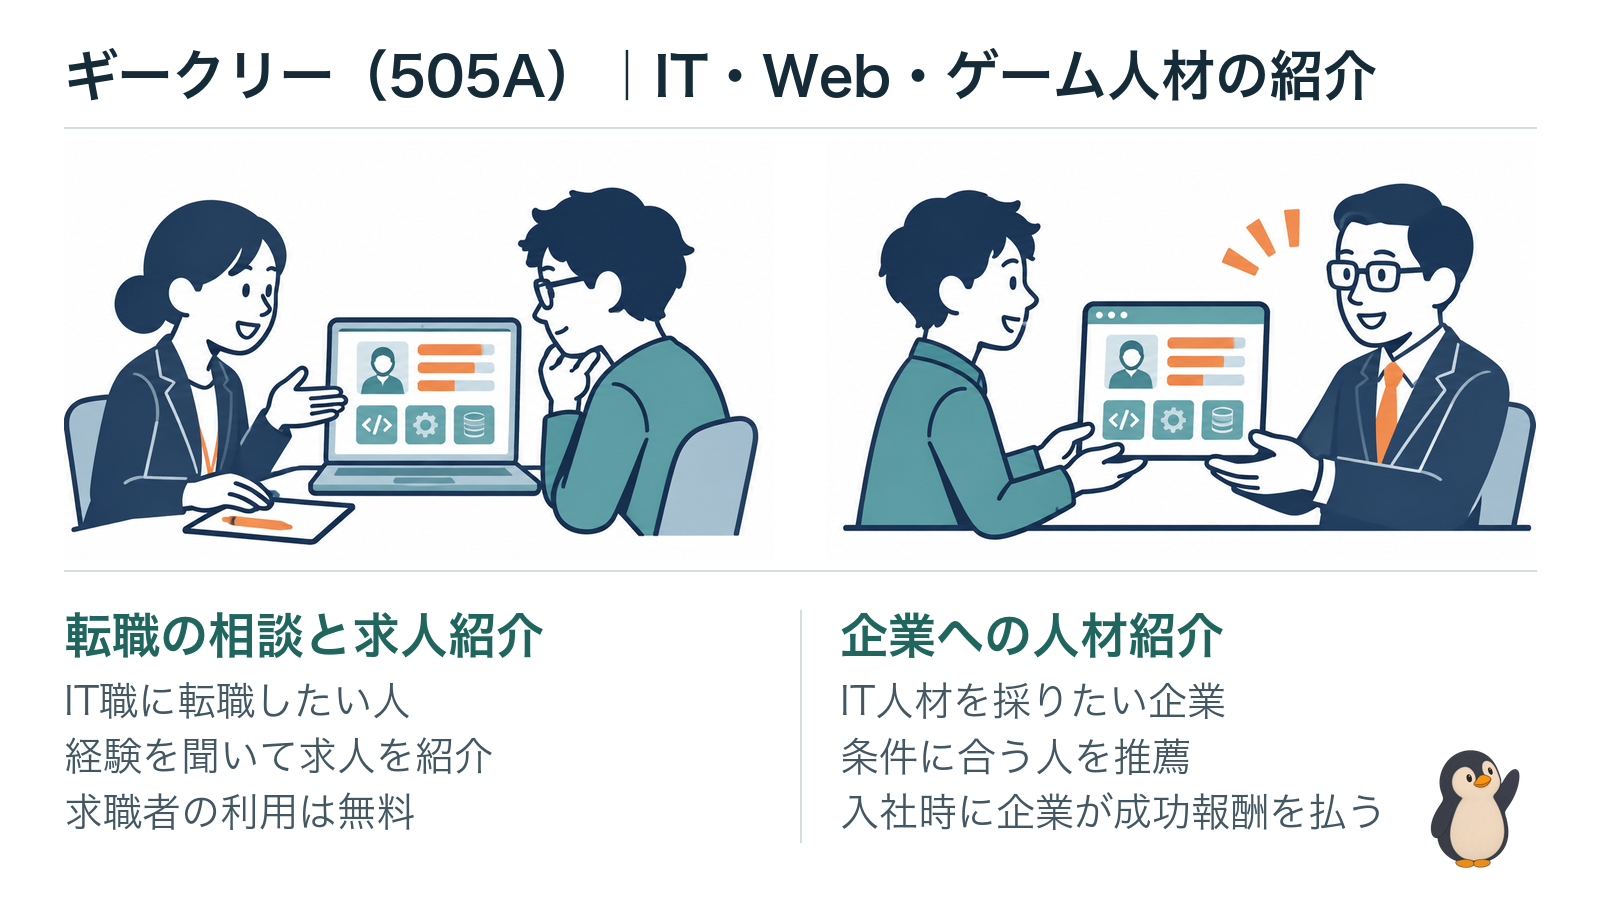 ギークリー（505A）｜IT・Web・ゲーム人材の紹介
</>
</>
転職の相談と求人紹介
IT職に転職したい人
経験を聞いて求人を紹介
求職者の利用は無料
企業への人材紹介
IT人材を採りたい企業
条件に合う人を推薦
入社時に企業が成功報酬を払う